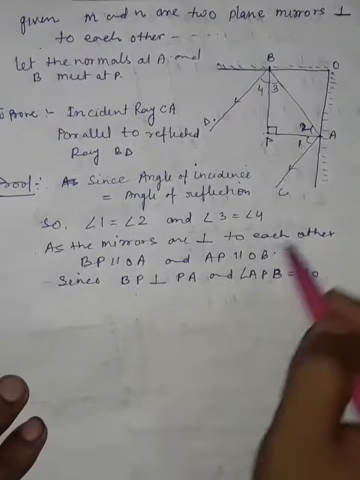 given m and n are two plane mirrors ⊥
to each other - - - - -
Let the normals at A and
B meet at P.
To Prove :- Incident Ray CA
Parallel to reflected
Ray BD
Proof :- Since Angle of incidence
= Angle of reflection
So, ∠1 = ∠2 and ∠3 = ∠4
As the mirrors are ⊥ to each other
BP || OA and AP || OB.
Since BP ⊥ PA and ∠APB =
B
O
4
3
D
2
P
1
A
C